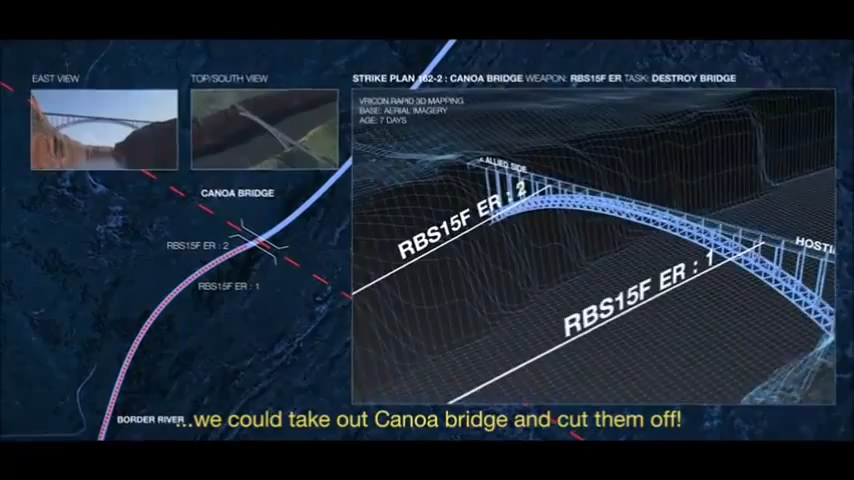 EAST VIEW
TOP/SOUTH VIEW
STRIKE PLAN 162-2 : CANOA BRIDGE WEAPON: RBS15F ER TASK: DESTROY BRIDGE
VRICON RAPID 3D MAPPING
BASE: AERIAL IMAGERY
AGE: 7 DAYS
ALLIED SIDE
CANOA BRIDGE
RBS15F ER : 2
RBS15F ER : 2
HOSTI
RBS15F ER : 1
RBS15F ER : 1
BORDER RIVER
...we could take out Canoa bridge and cut them off!